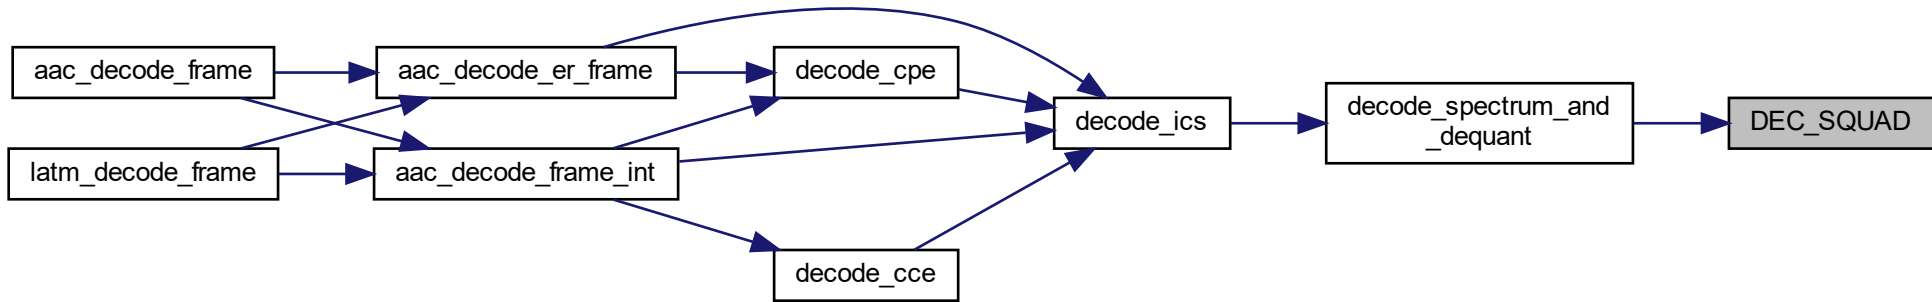 aac_decode_frame
latm_decode_frame
aac_decode_er_frame
aac_decode_frame_int
decode_cpe
decode_cce
decode_ics
decode_spectrum_and
_dequant
DEC_SQUAD